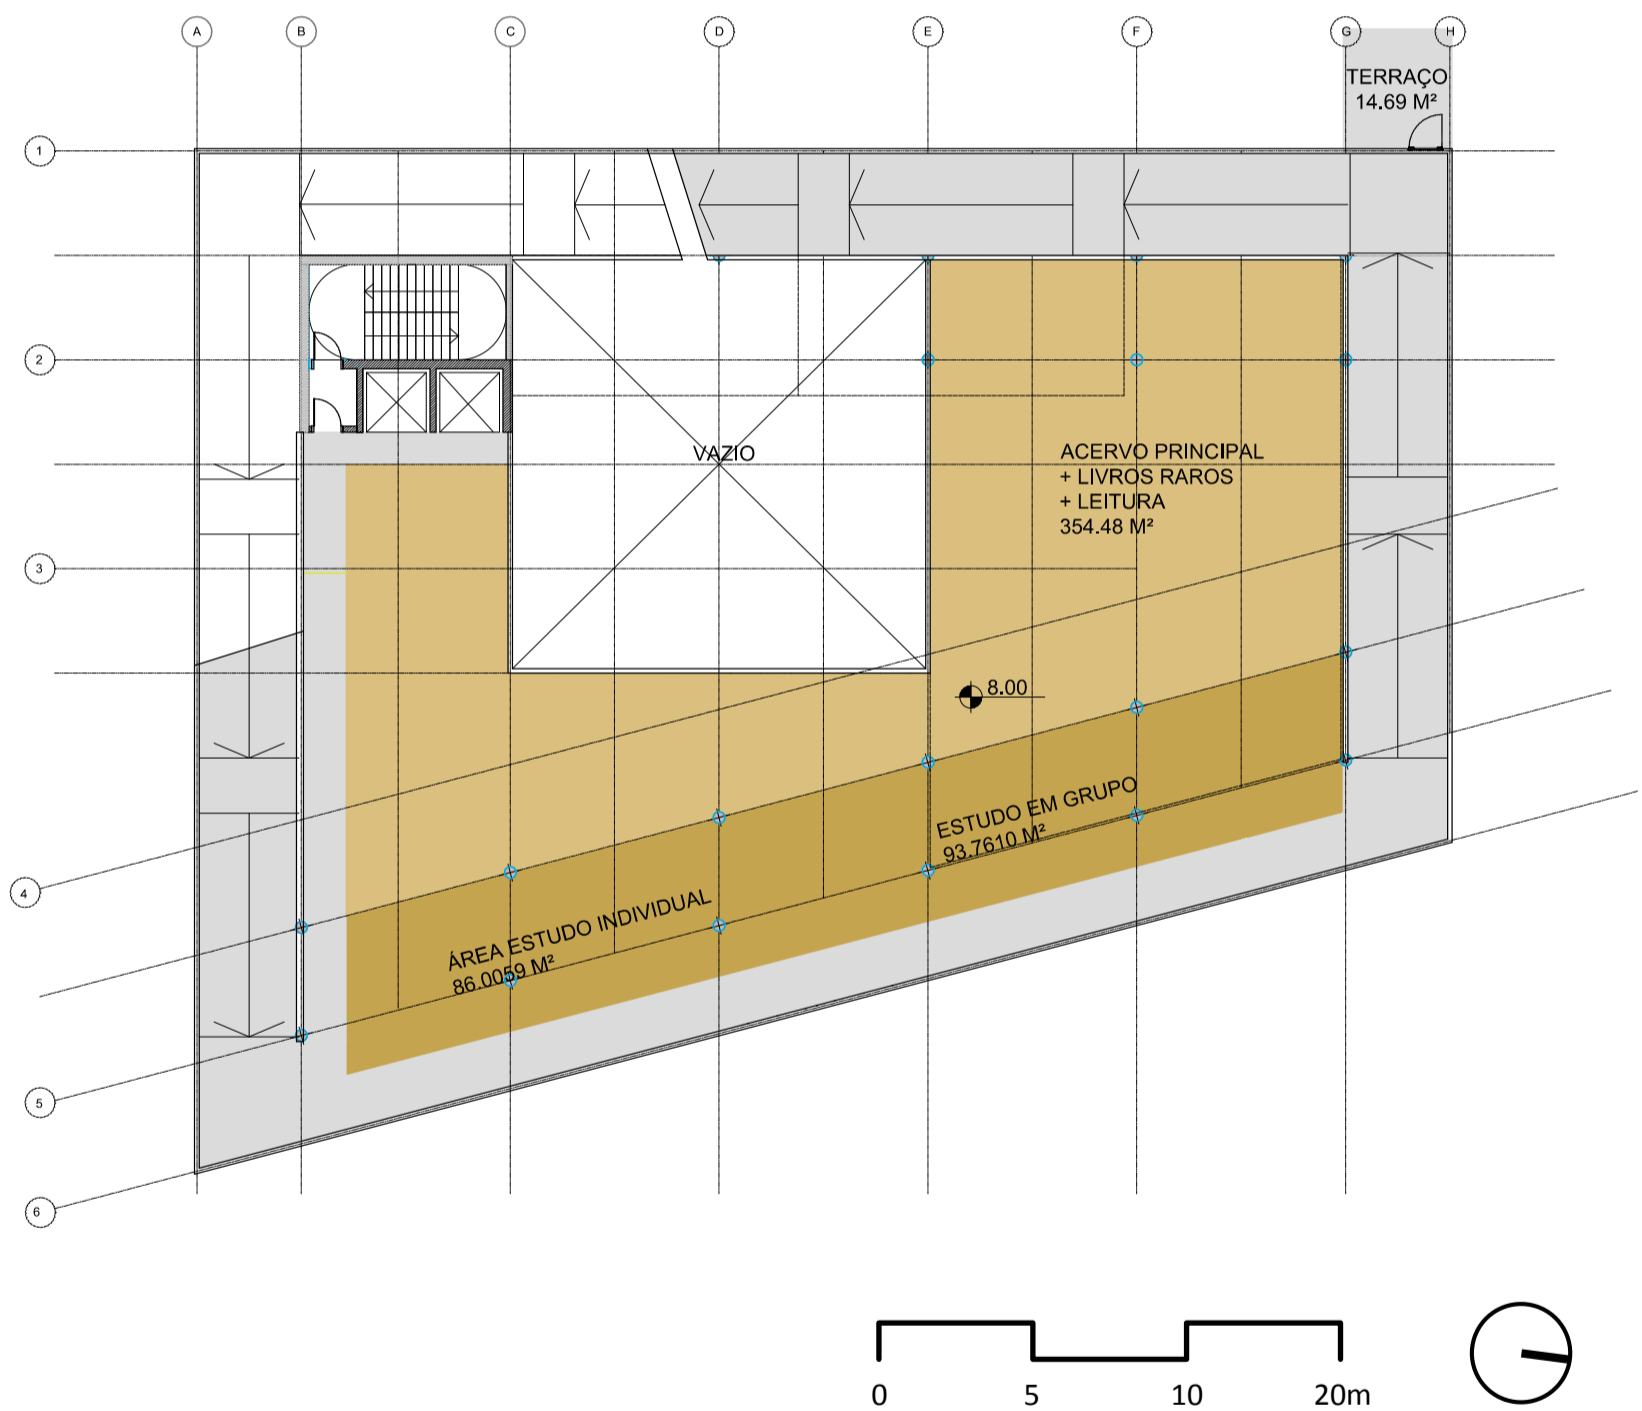 A B C D E F G H
TERRAÇO
14.69 M²
1
2
VAZIO
ACERVO PRINCIPAL
+ LIVROS RAROS
+ LEITURA
354.48 M²
3
8.00
ESTUDO EM GRUPO
93.7610 M²
4
ÁREA ESTUDO INDIVIDUAL
86.0059 M²
5
6
0 5 10 20m